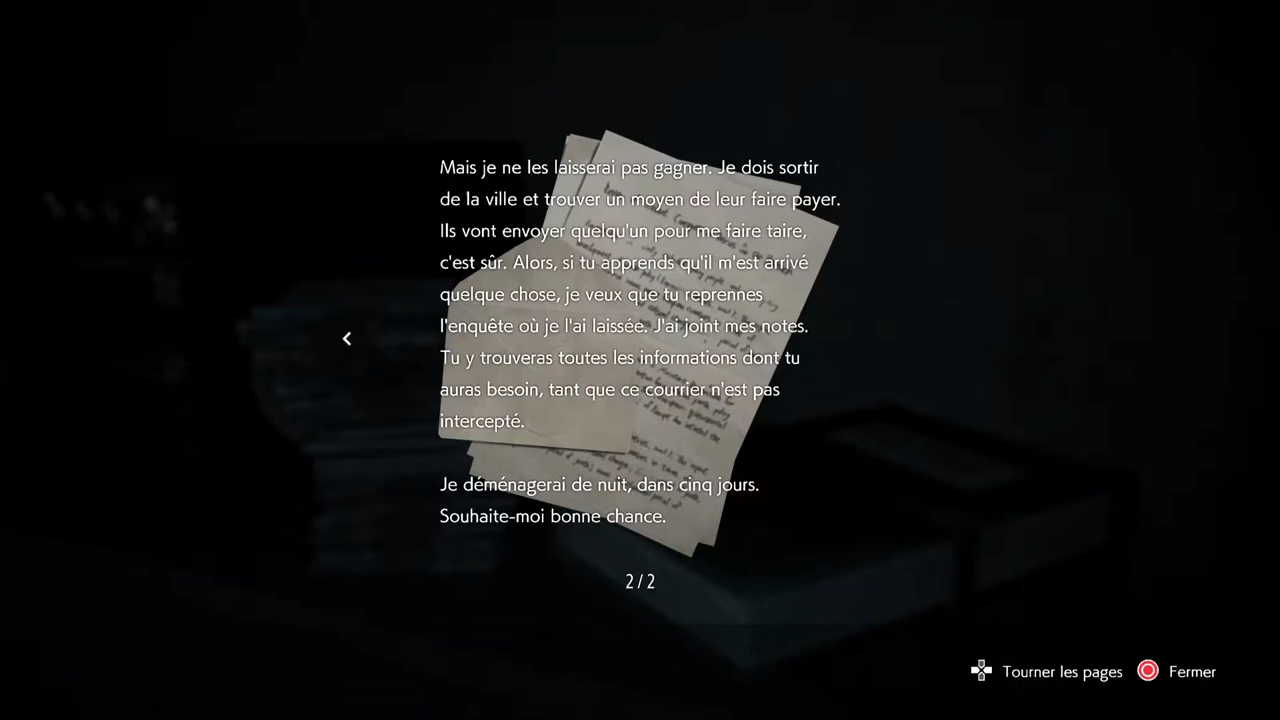 Mais je ne les laisserai pas gagner. Je dois sortir
de la ville et trouver un moyen de leur faire payer.
Ils vont envoyer quelqu'un pour me faire taire,
c'est sûr. Alors, si tu apprends qu'il m'est arrivé
quelque chose, je veux que tu reprennes
l'enquête où je l'ai laissée. J'ai joint mes notes.
Tu y trouveras toutes les informations dont tu
auras besoin, tant que ce courrier n'est pas
intercepté.
Je déménagerai de nuit, dans cinq jours.
Souhaite-moi bonne chance.
2 / 2
Tourner les pages
Fermer